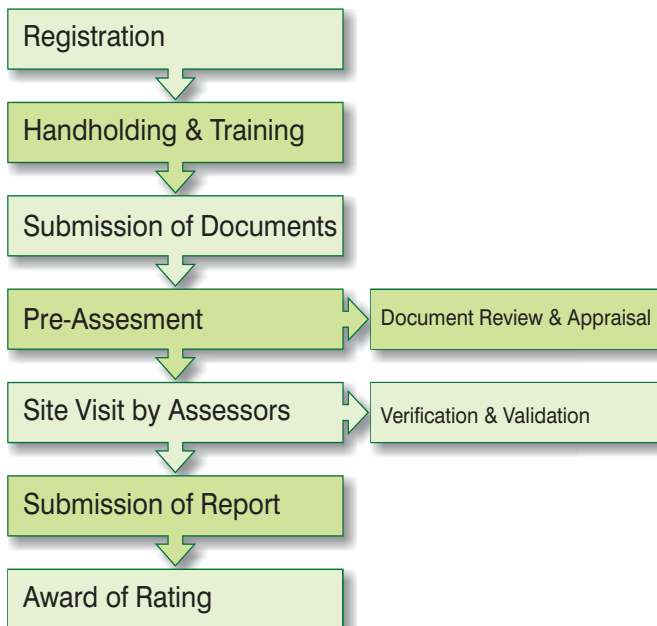 Registration
Handholding & Training
Submission of Documents
Pre-Assesment
Document Review & Appraisal
Site Visit by Assessors
Verification & Validation
Submission of Report
Award of Rating